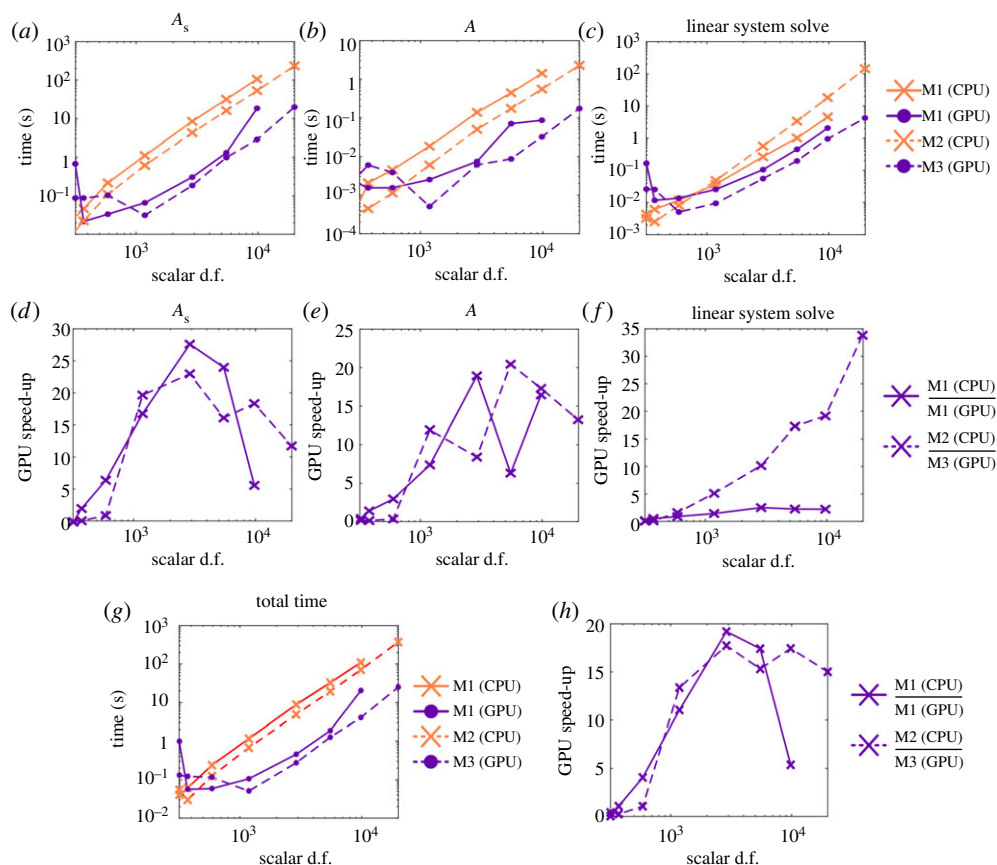 (a) A_s
10^3
10^2
10
1
10^-1
time (s)
10^3 10^4
scalar d.f.
(b) A
10
1
10^-1
10^-2
10^-3
10^-4
time (s)
10^3 10^4
scalar d.f.
(c) linear system solve
10^3
10^2
10
1
10^-1
10^-2
10^-3
time (s)
10^3 10^4
scalar d.f.
M1 (CPU)
M1 (GPU)
M2 (CPU)
M3 (GPU)
(d) A_s
30
25
20
15
10
5
0
GPU speed-up
10^3 10^4
scalar d.f.
(e) A
25
20
15
10
5
0
GPU speed-up
10^3 10^4
scalar d.f.
(f) linear system solve
35
30
25
20
15
10
5
0
GPU speed-up
10^3 10^4
scalar d.f.
M1 (CPU)
M1 (GPU)
M2 (CPU)
M3 (GPU)
(g) total time
10^3
10^2
10
1
10^-1
10^-2
time (s)
10^3 10^4
scalar d.f.
M1 (CPU)
M1 (GPU)
M2 (CPU)
M3 (GPU)
(h)
20
15
10
5
0
GPU speed-up
10^3 10^4
scalar d.f.
M1 (CPU)
M1 (GPU)
M2 (CPU)
M3 (GPU)